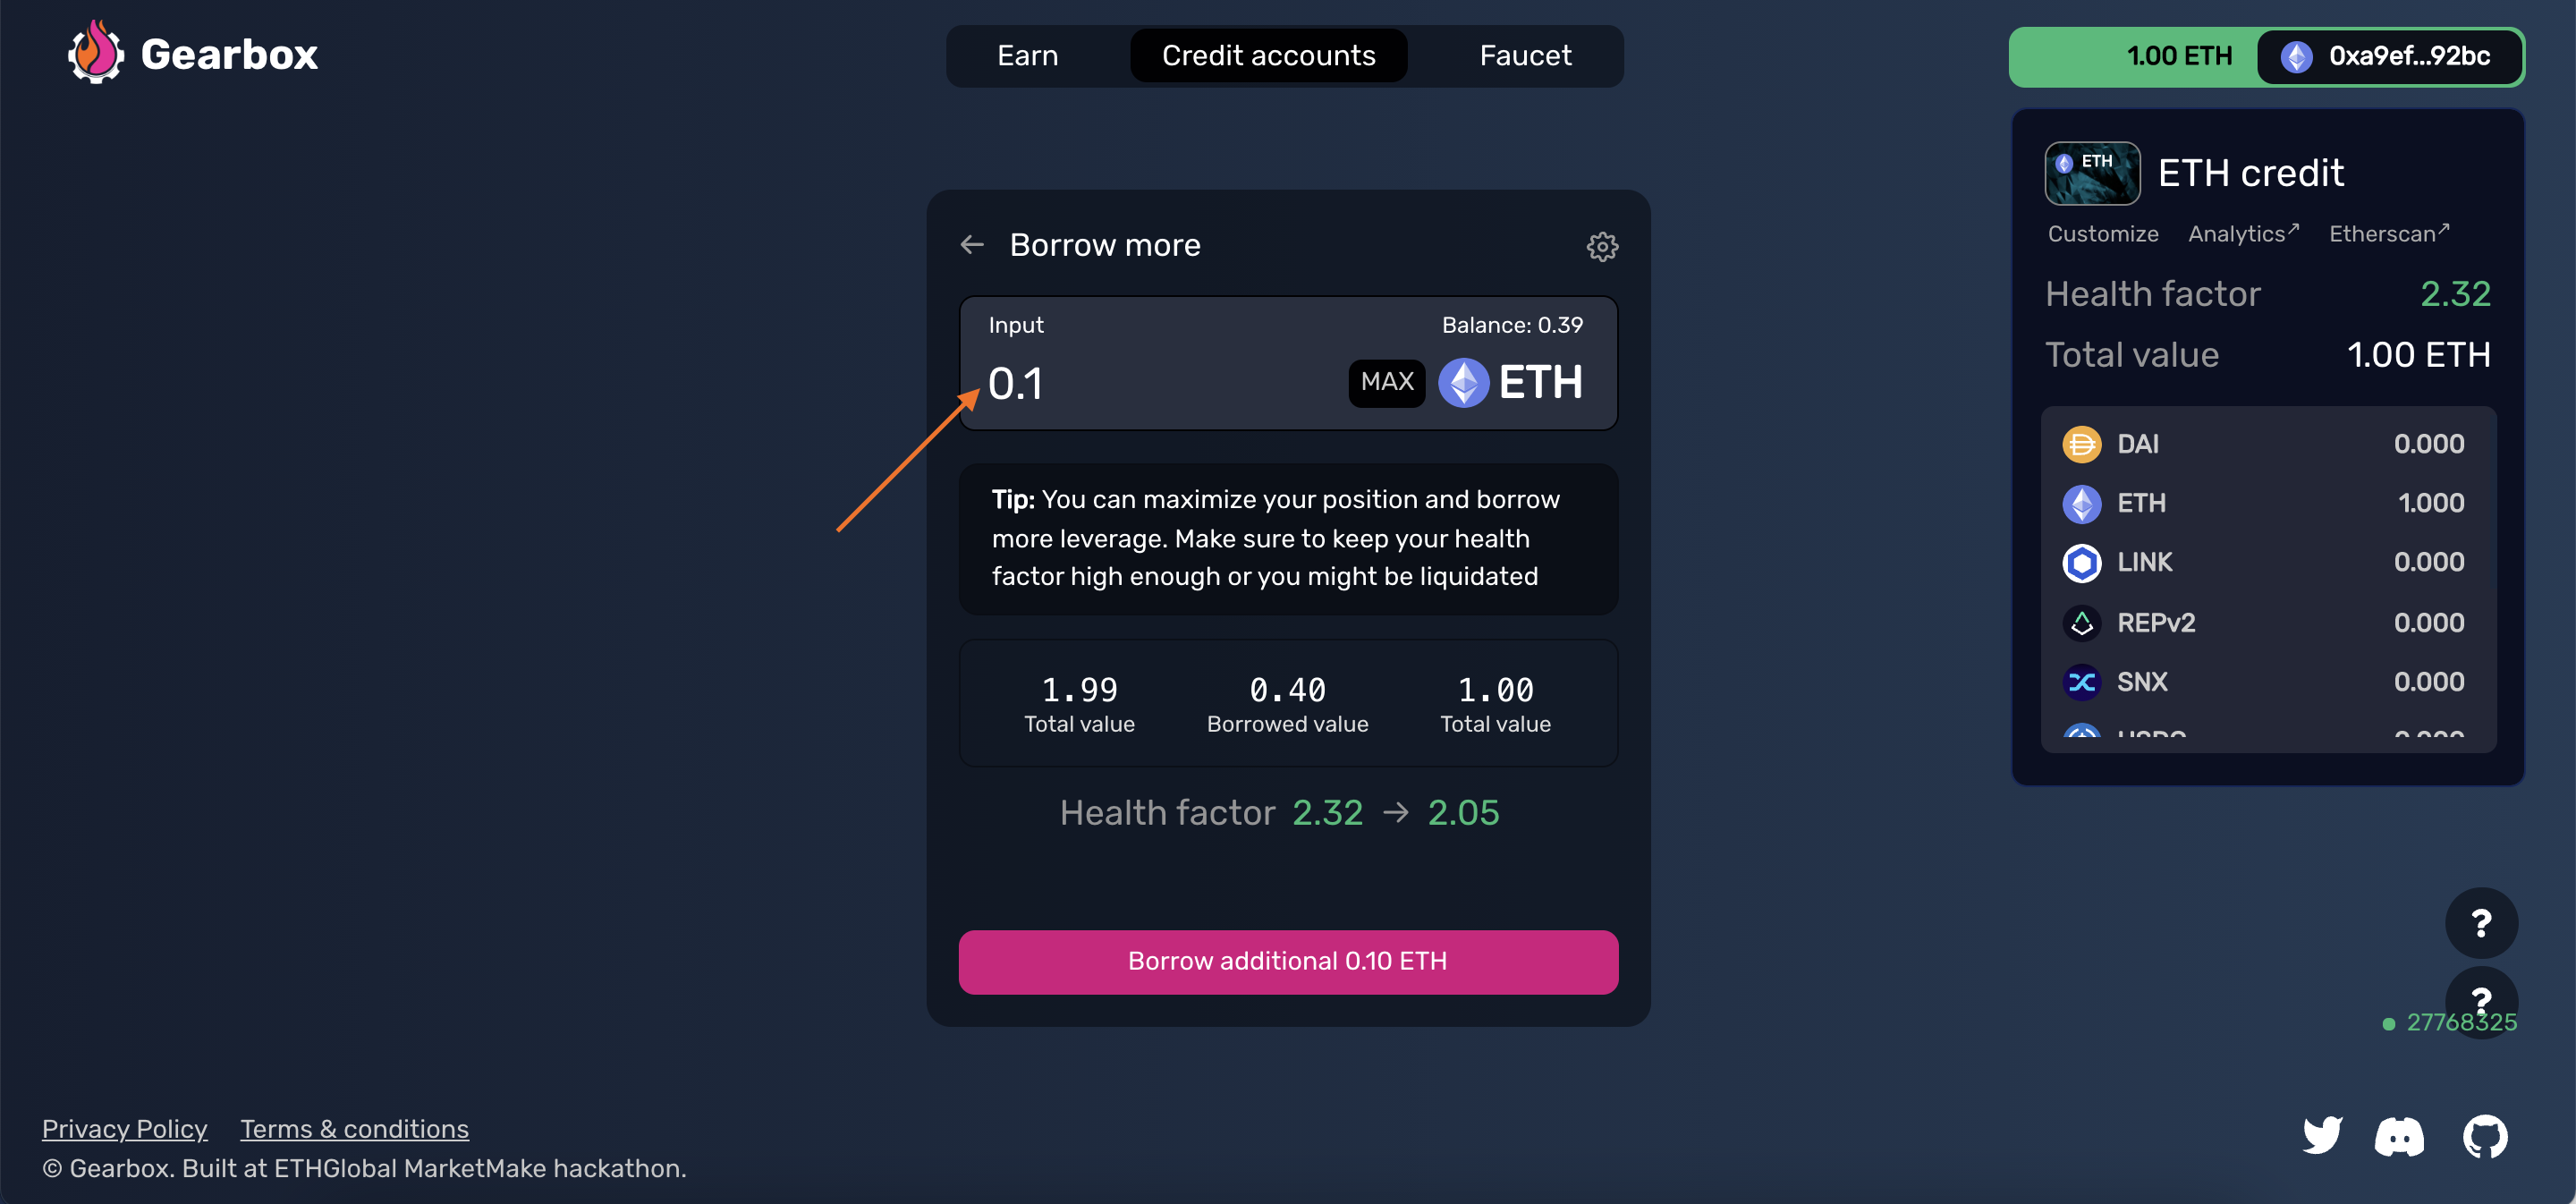 Gearbox
Earn
Credit accounts
Faucet
1.00 ETH
0xa9ef...92bc
ETH
ETH credit
Customize
Analytics↗
Etherscan↗
Health factor
2.32
Total value
1.00 ETH
DAI
0.000
ETH
1.000
LINK
0.000
REPv2
0.000
SNX
0.000
← Borrow more
Input
Balance: 0.39
0.1
MAX
ETH
Tip: You can maximize your position and borrow
more leverage. Make sure to keep your health
factor high enough or you might be liquidated
1.99
Total value
0.40
Borrowed value
1.00
Total value
Health factor 2.32 → 2.05
Borrow additional 0.10 ETH
?
?
27768325
Privacy Policy
Terms & conditions
© Gearbox. Built at ETHGlobal MarketMake hackathon.